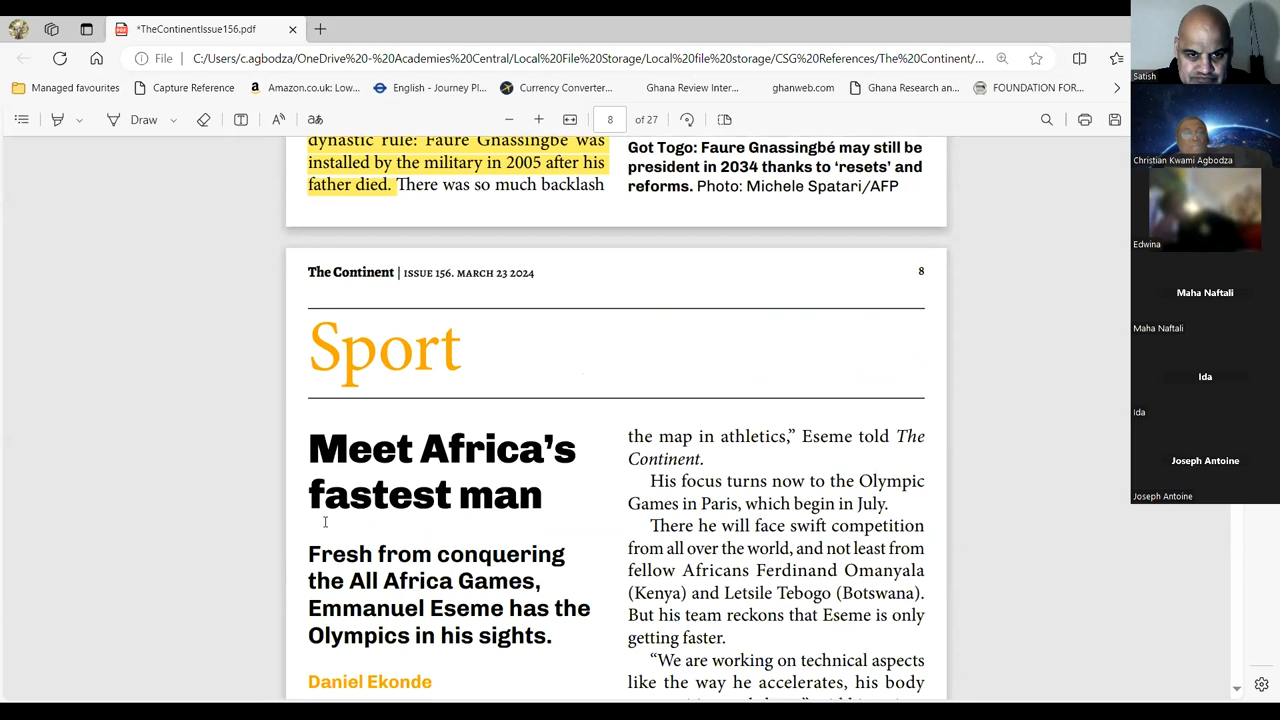 *TheContinentIssue156.pdf
File
C:/Users/c.agbodza/OneDrive%20-%20Academies%20Central/Local%20File%20Storage/Local%20file%20storage/CSG%20References/The%20Continent/...
Managed favourites
Capture Reference
Amazon.co.uk: Low...
English - Journey Pl...
Currency Converter...
Ghana Review Inter...
ghanweb.com
Ghana Research an...
FOUNDATION FOR...
Draw
8 of 27
dynastic rule: Faure Gnassingbé was
installed by the military in 2005 after his
father died. There was so much backlash
Got Togo: Faure Gnassingbé may still be
president in 2034 thanks to ‘resets’ and
reforms. Photo: Michele Spatari/AFP
The Continent | ISSUE 156. MARCH 23 2024
8
Sport
Meet Africa’s
fastest man
Fresh from conquering
the All Africa Games,
Emmanuel Eseme has the
Olympics in his sights.
Daniel Ekonde
the map in athletics,” Eseme told The
Continent.
His focus turns now to the Olympic
Games in Paris, which begin in July.
There he will face swift competition
from all over the world, and not least from
fellow Africans Ferdinand Omanyala
(Kenya) and Letsile Tebogo (Botswana).
But his team reckons that Eseme is only
getting faster.
“We are working on technical aspects
like the way he accelerates, his body
Satish
Christian Kwami Agbodza
Edwina
Maha Naftali
Maha Naftali
Ida
Ida
Joseph Antoine
Joseph Antoine